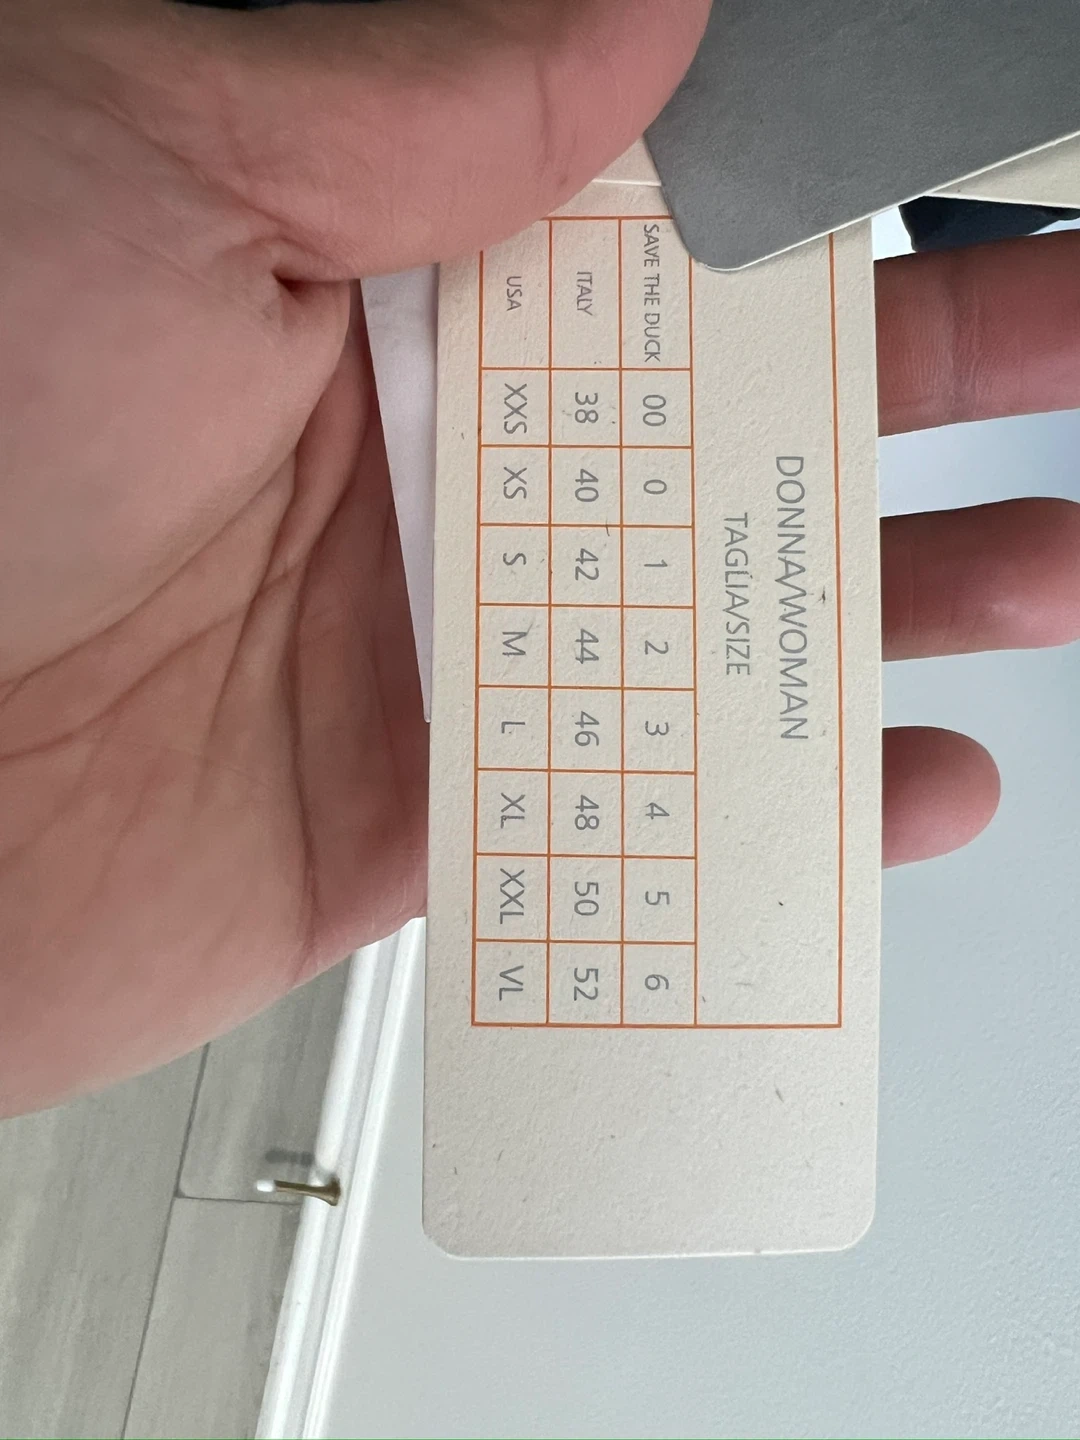 DONNA/WOMAN
TAGLIA/SIZE
SAVE THE DUCK 00 0 1 2 3 4 5 6
ITALY 38 40 42 44 46 48 50 52
USA XXS XS S M L XL XXL VL